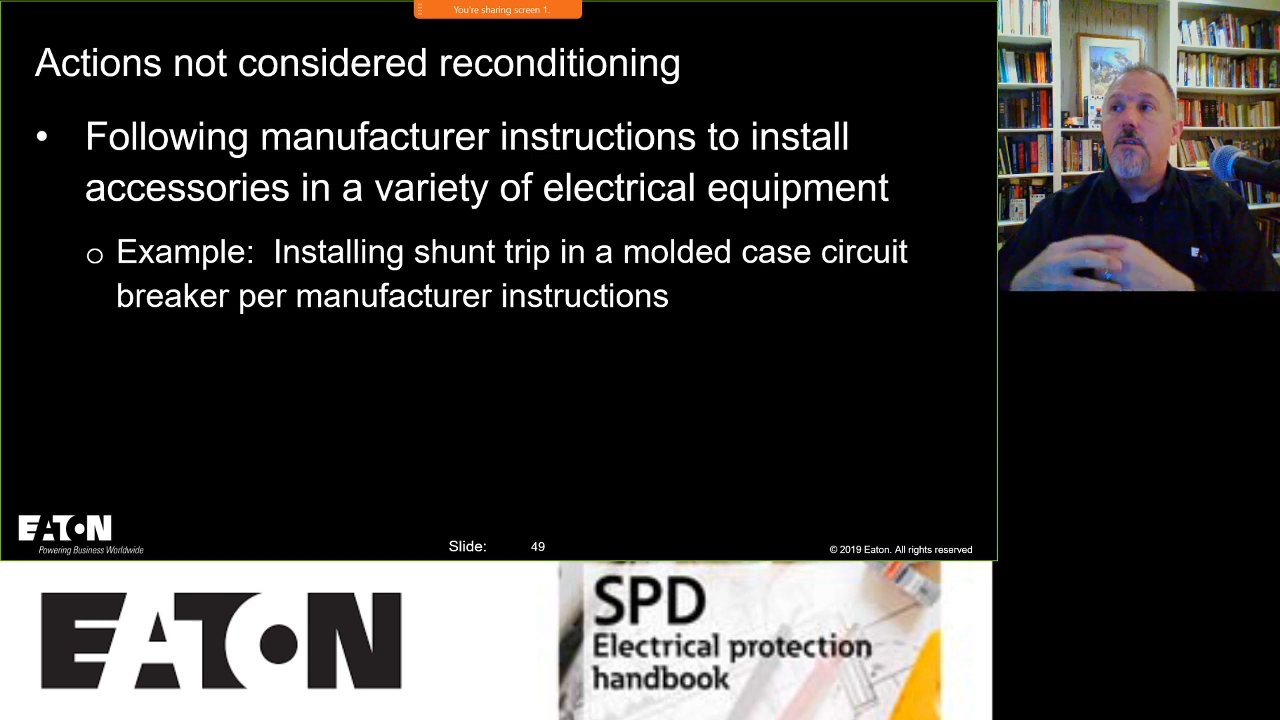 You're sharing screen 1.
Actions not considered reconditioning
• Following manufacturer instructions to install
accessories in a variety of electrical equipment
o Example: Installing shunt trip in a molded case circuit
breaker per manufacturer instructions
EATON
Powering Business Worldwide
Slide: 49
© 2019 Eaton. All rights reserved
EATON
SPD
Electrical protection
handbook